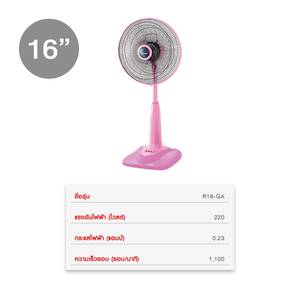 16”
ชื่อรุ่น R16-GA
แรงดันไฟฟ้า (โวลต์) 220
กระแสไฟฟ้า (แอมป์) 0.23
ความเร็วรอบ (รอบ/นาที) 1,100